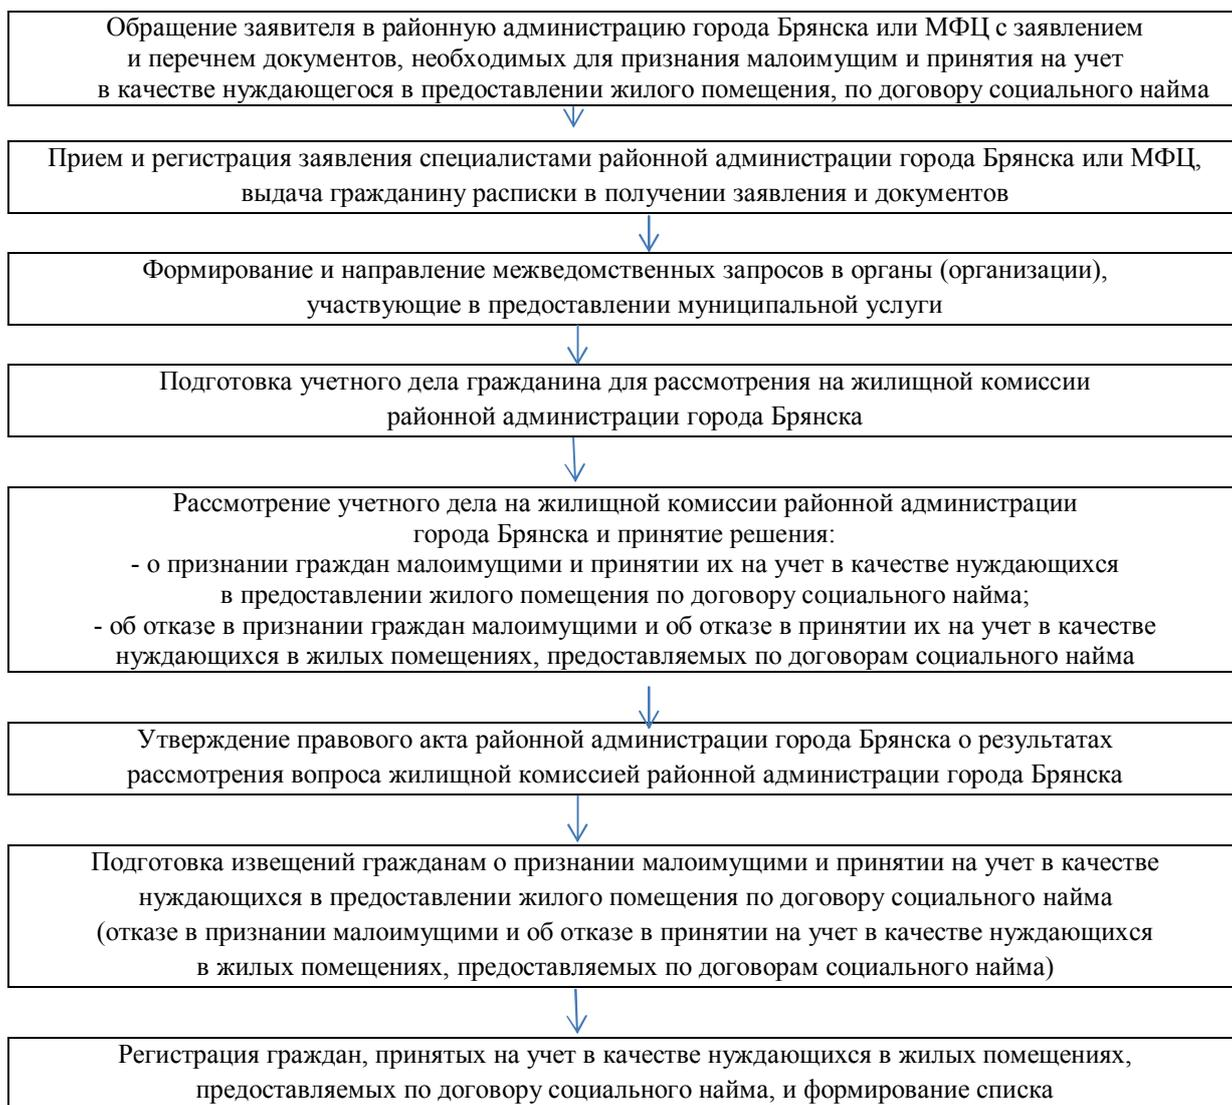 Обращение заявителя в районную администрацию города Брянска или МФЦ с заявлением
и перечнем документов, необходимых для признания малоимущим и принятия на учет
в качестве нуждающегося в предоставлении жилого помещения, по договору социального найма
Прием и регистрация заявления специалистами районной администрации города Брянска или МФЦ,
выдача гражданину расписки в получении заявления и документов
Формирование и направление межведомственных запросов в органы (организации),
участвующие в предоставлении муниципальной услуги
Подготовка учетного дела гражданина для рассмотрения на жилищной комиссии
районной администрации города Брянска
Рассмотрение учетного дела на жилищной комиссии районной администрации
города Брянска и принятие решения:
- о признании граждан малоимущими и принятии их на учет в качестве нуждающихся
в предоставлении жилого помещения по договору социального найма;
- об отказе в признании граждан малоимущими и об отказе в принятии их на учет в качестве
нуждающихся в жилых помещениях, предоставляемых по договорам социального найма
Утверждение правового акта районной администрации города Брянска о результатах
рассмотрения вопроса жилищной комиссией районной администрации города Брянска
Подготовка извещений гражданам о признании малоимущими и принятии на учет в качестве
нуждающихся в предоставлении жилого помещения по договору социального найма
(отказе в признании малоимущими и об отказе в принятии на учет в качестве нуждающихся
в жилых помещениях, предоставляемых по договорам социального найма)
Регистрация граждан, принятых на учет в качестве нуждающихся в жилых помещениях,
предоставляемых по договору социального найма, и формирование списка